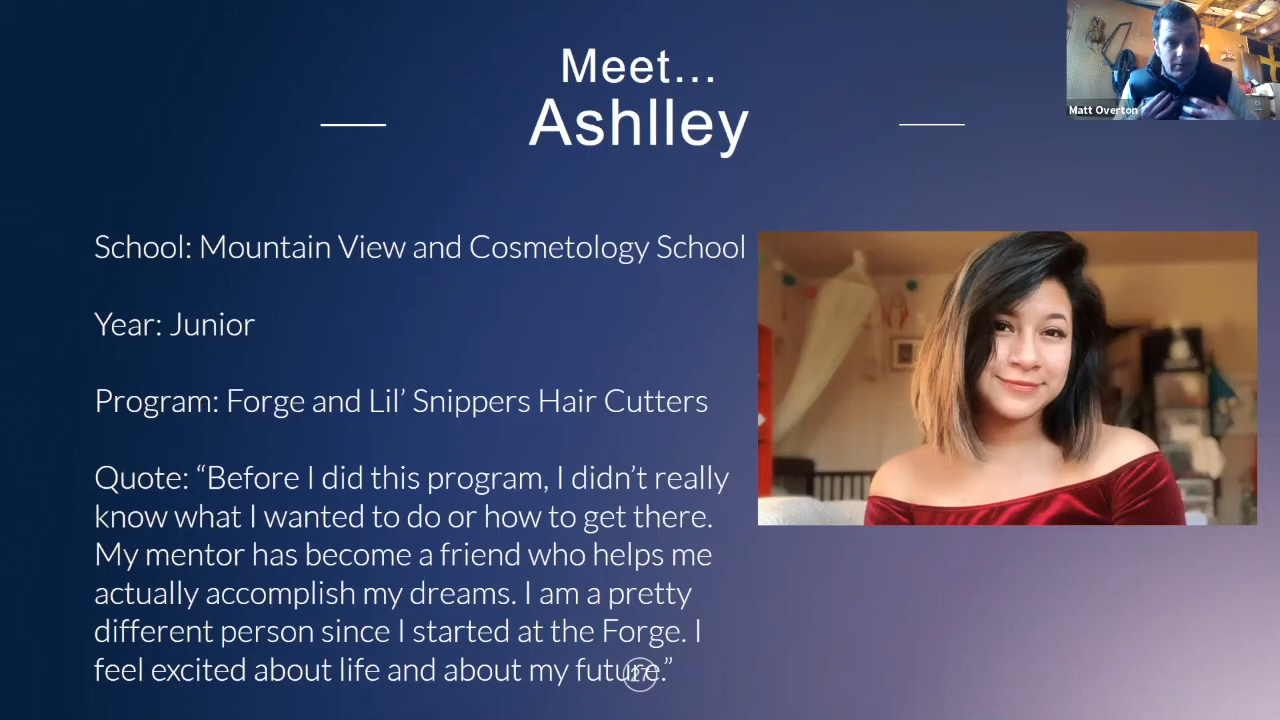 Meet...
Ashlley
Matt Overton
School: Mountain View and Cosmetology School
Year: Junior
Program: Forge and Lil’ Snippers Hair Cutters
Quote: “Before I did this program, I didn’t really
know what I wanted to do or how to get there.
My mentor has become a friend who helps me
actually accomplish my dreams. I am a pretty
different person since I started at the Forge. I
feel excited about life and about my future.”
27